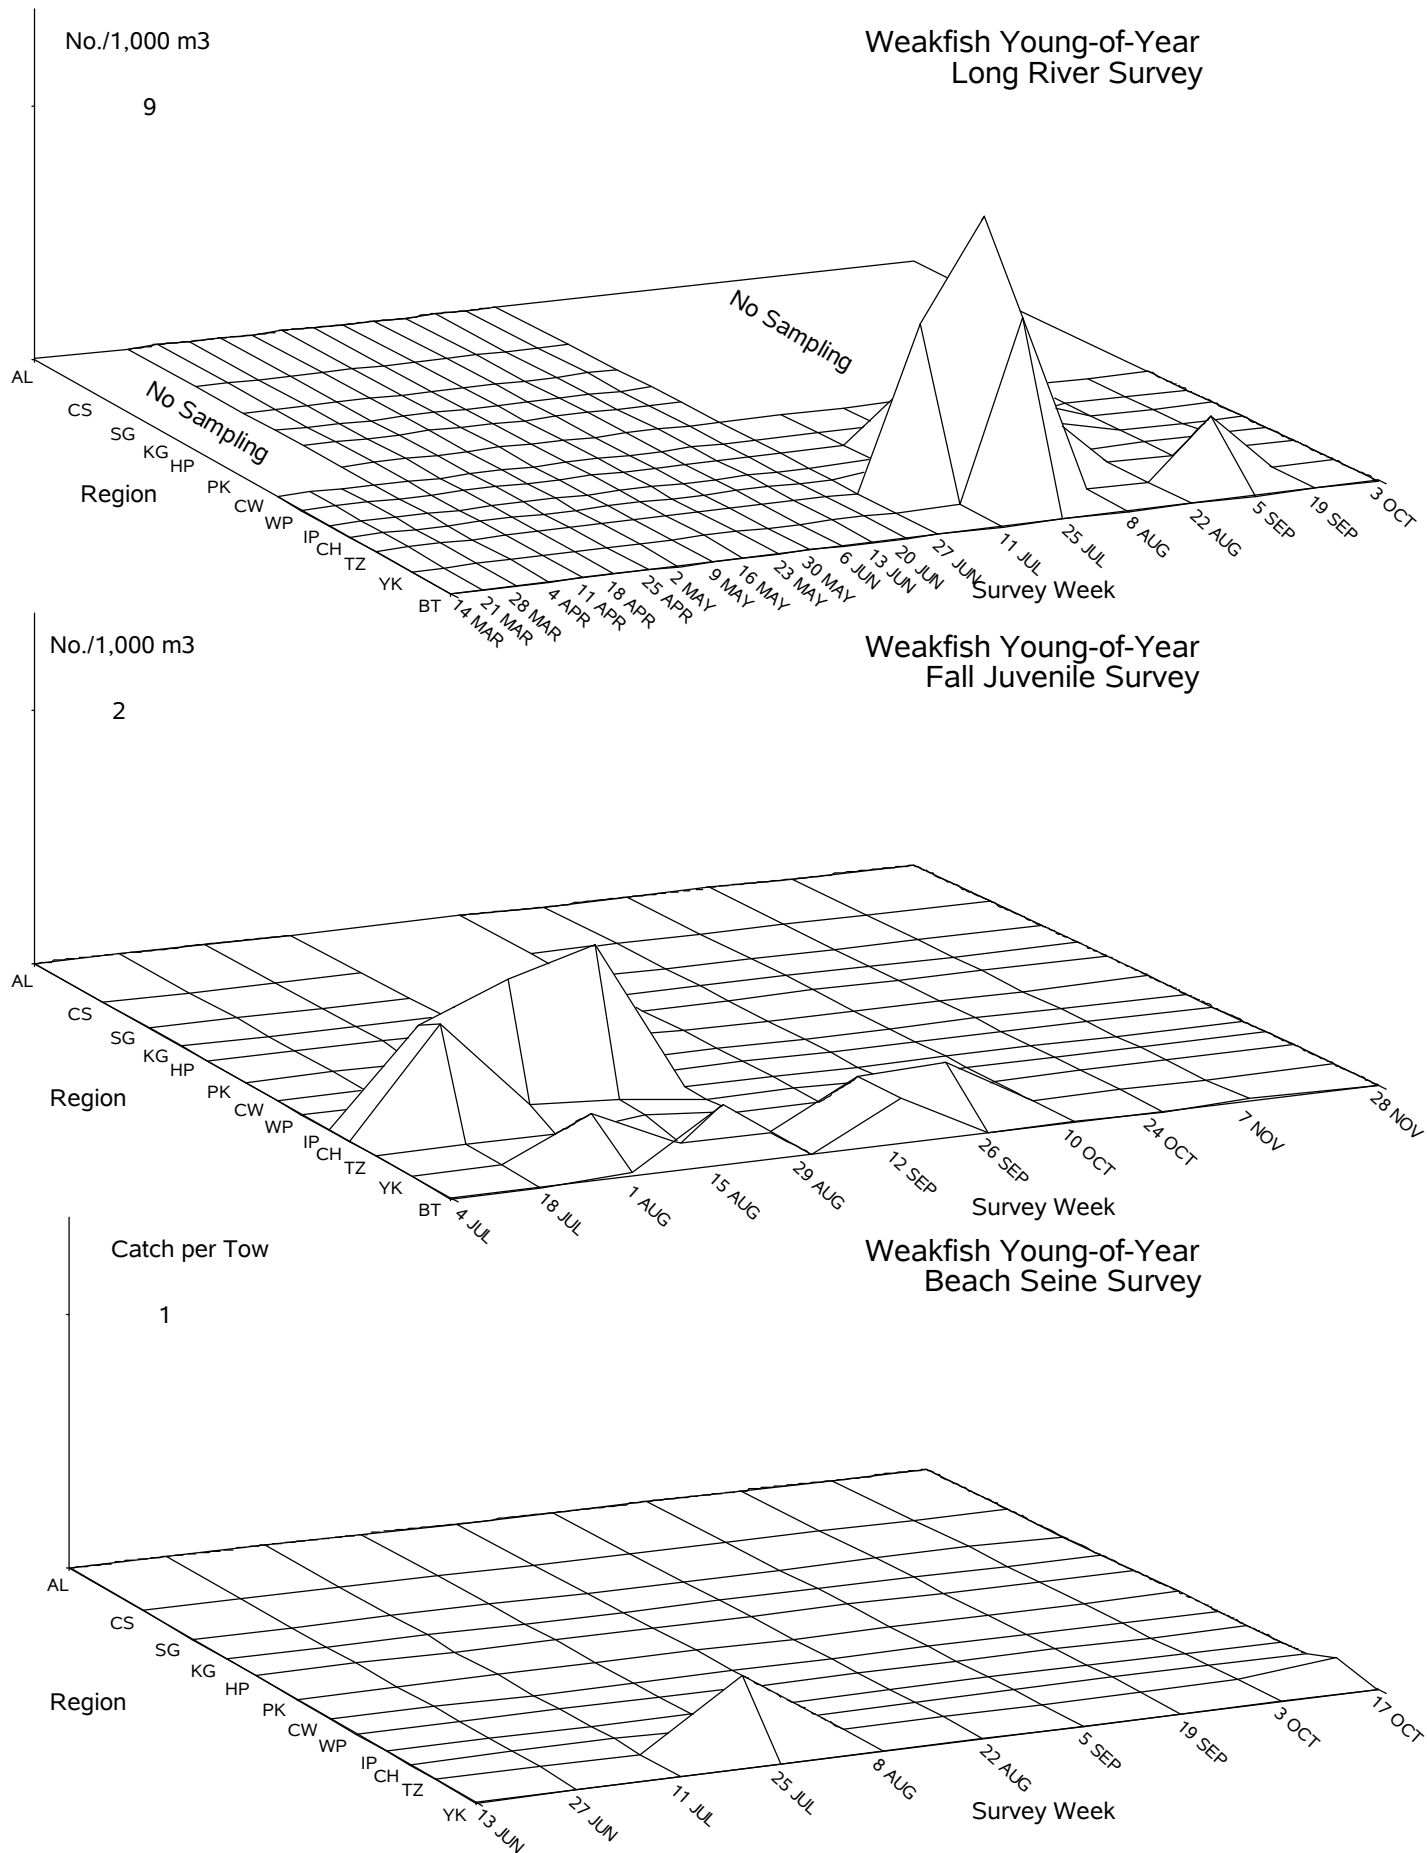 No./1,000 m3
Weakfish Young-of-Year
Long River Survey
9
No Sampling
AL
CS
SG
KG
HP
PK
CW
WP
IP
CH
TZ
YK
BT
No Sampling
Region
14 MAR
21 MAR
28 MAR
4 APR
11 APR
18 APR
25 APR
2 MAY
9 MAY
16 MAY
23 MAY
30 MAY
6 JUN
13 JUN
20 JUN
27 JUN
11 JUL
25 JUL
8 AUG
22 AUG
5 SEP
19 SEP
3 OCT
Survey Week
No./1,000 m3
Weakfish Young-of-Year
Fall Juvenile Survey
2
AL
CS
SG
KG
HP
PK
CW
WP
IP
CH
TZ
YK
BT
Region
4 JUL
18 JUL
1 AUG
15 AUG
29 AUG
12 SEP
26 SEP
10 OCT
24 OCT
7 NOV
28 NOV
Survey Week
Catch per Tow
Weakfish Young-of-Year
Beach Seine Survey
1
AL
CS
SG
KG
HP
PK
CW
WP
IP
CH
TZ
YK
Region
13 JUN
27 JUN
11 JUL
25 JUL
8 AUG
22 AUG
5 SEP
19 SEP
3 OCT
17 OCT
Survey Week